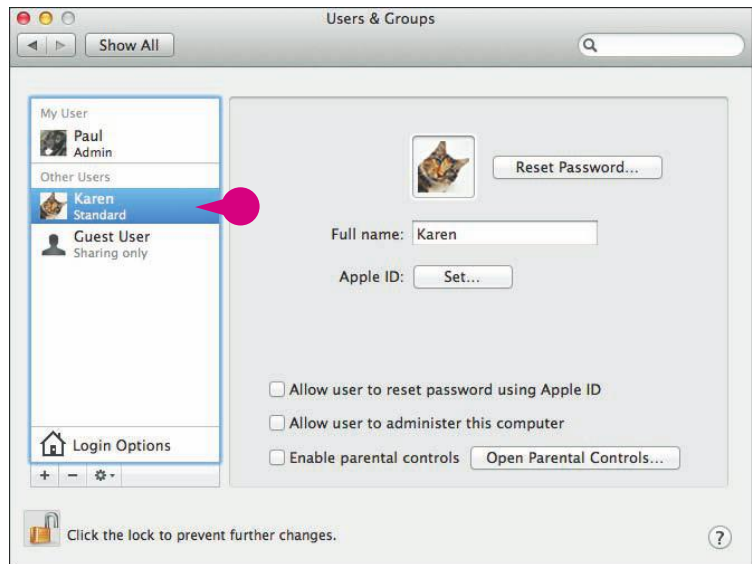 Users & Groups
Show All
My User
Paul
Admin
Other Users
Karen
Standard
Guest User
Sharing only
Login Options
+ −
Reset Password...
Full name: Karen
Apple ID: Set...
Allow user to reset password using Apple ID
Allow user to administer this computer
Enable parental controls Open Parental Controls...
Click the lock to prevent further changes.
?